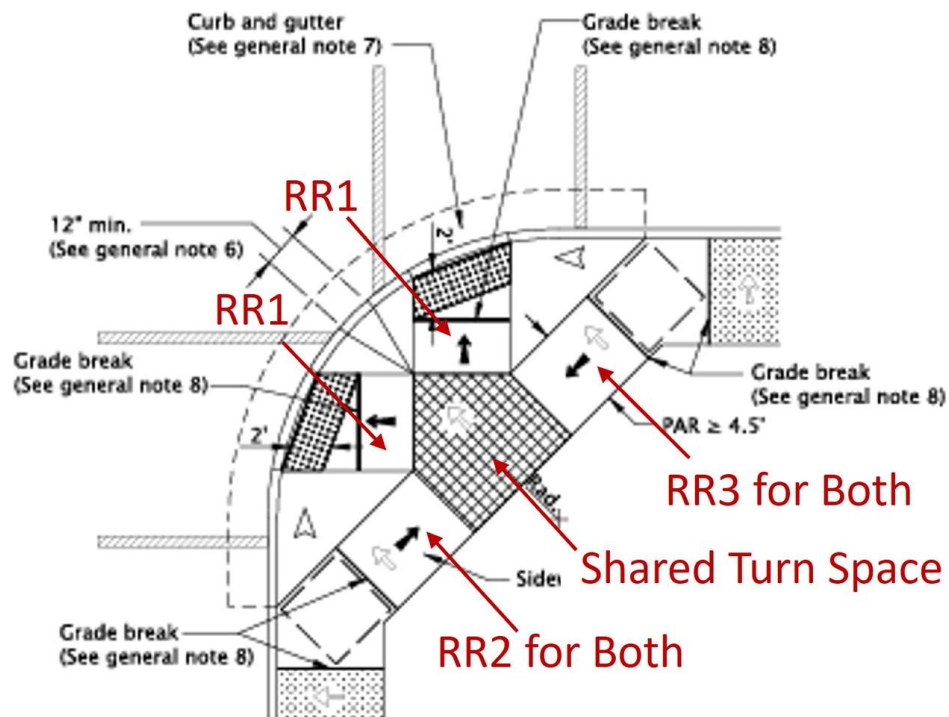 Curb and gutter
(See general note 7)
Grade break
(See general note 8)
RR1
12" min.
(See general note 6)
2'
RR1
Grade break
(See general note 8)
2'
Grade break
(See general note 8)
PAR ≥ 4.5'
RR3 for Both
Rad.
Shared Turn Space
RR2 for Both
Grade break
(See general note 8)